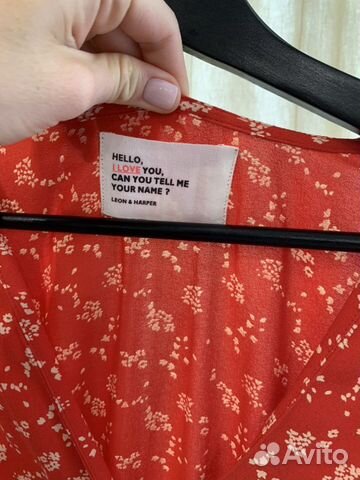 HELLO,
I LOVE YOU,
CAN YOU TELL ME
YOUR NAME ?
LEON & HARPER
Avito